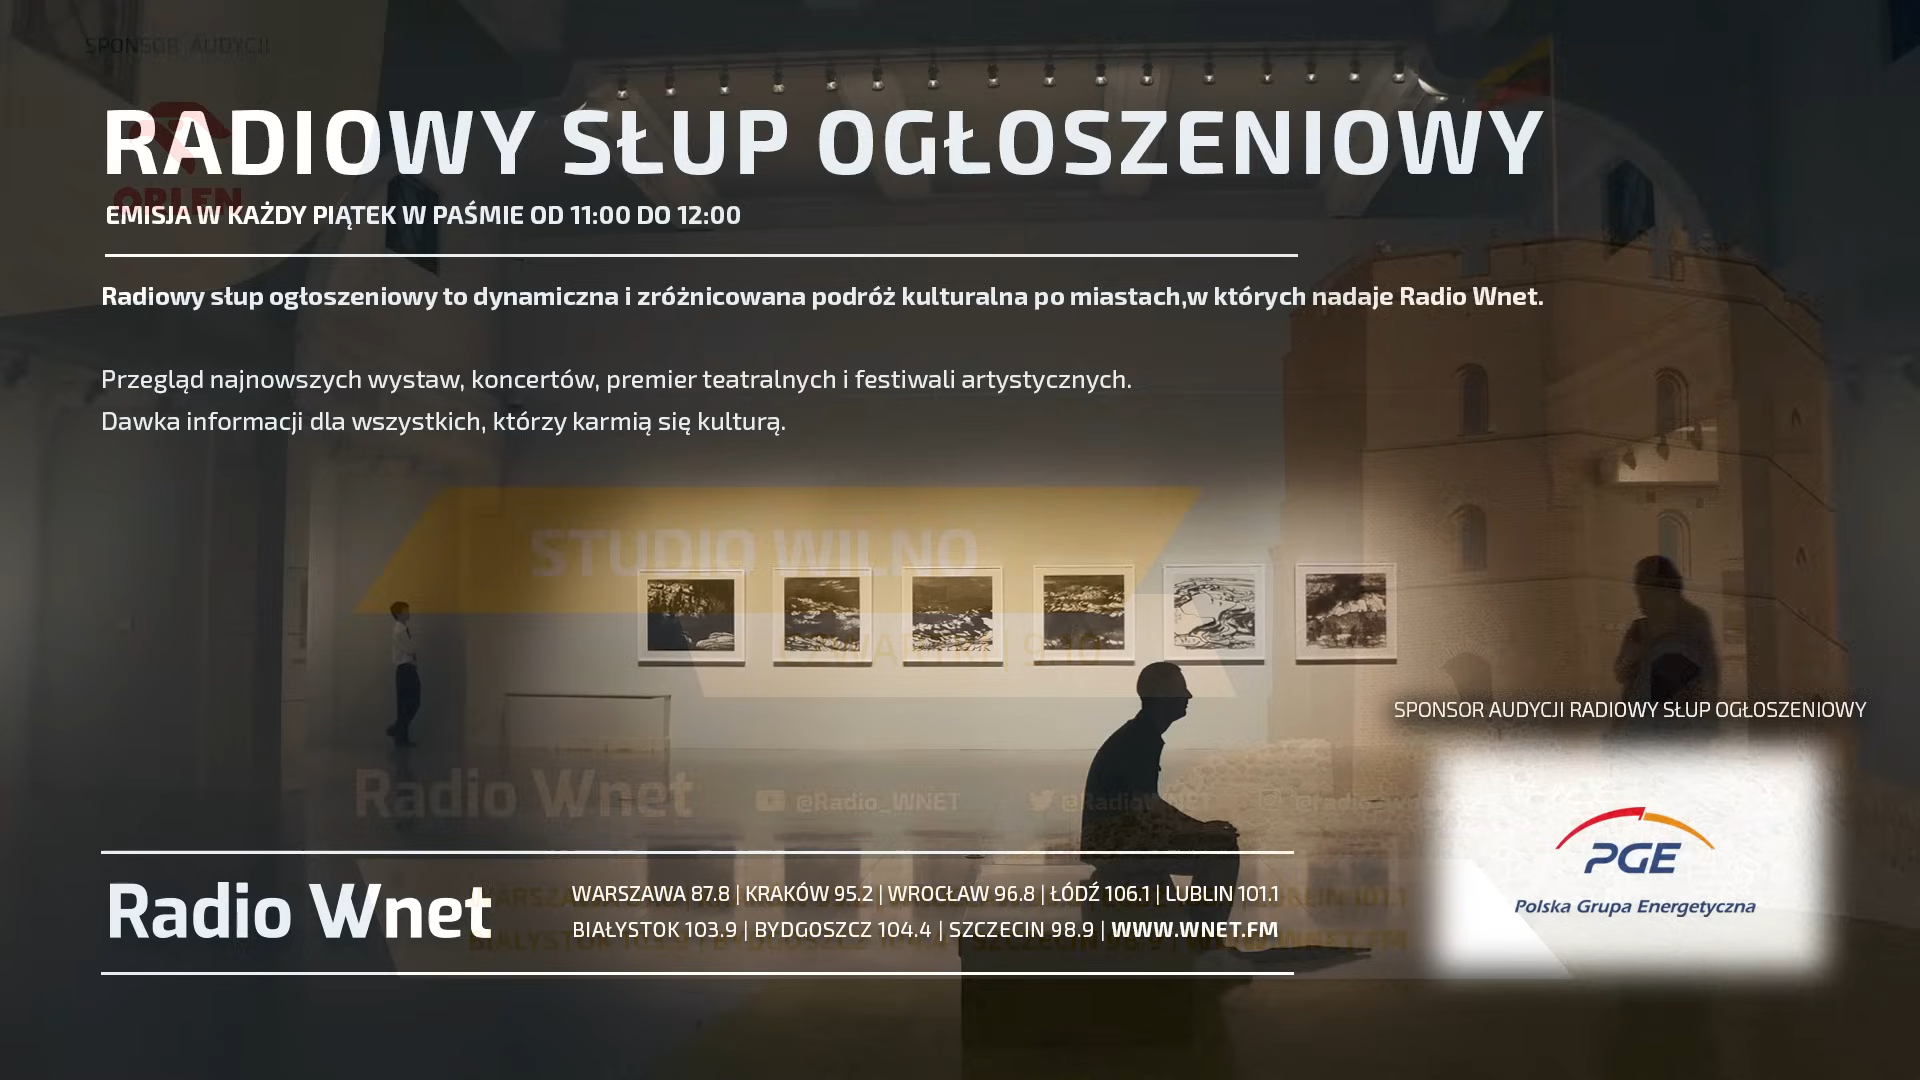 SPONSOR AUDYCJI
ORLEN
RADIOWY SŁUP OGŁOSZENIOWY
EMISJA W KAŻDY PIĄTEK W PAŚMIE OD 11:00 DO 12:00
Radiowy słup ogłoszeniowy to dynamiczna i zróżnicowana podróż kulturalna po miastach,w których nadaje Radio Wnet.
Przegląd najnowszych wystaw, koncertów, premier teatralnych i festiwali artystycznych.
Dawka informacji dla wszystkich, którzy karmią się kulturą.
STUDIO WILNO
SPONSOR AUDYCJI RADIOWY SŁUP OGŁOSZENIOWY
Radio Wnet
@Radio_WNET
PGE
Polska Grupa Energetyczna
Radio Wnet
WARSZAWA 87.8 | KRAKÓW 95.2 | WROCŁAW 96.8 | ŁÓDŹ 106.1 | LUBLIN 101.1
BIAŁYSTOK 103.9 | BYDGOSZCZ 104.4 | SZCZECIN 98.9 | WWW.WNET.FM